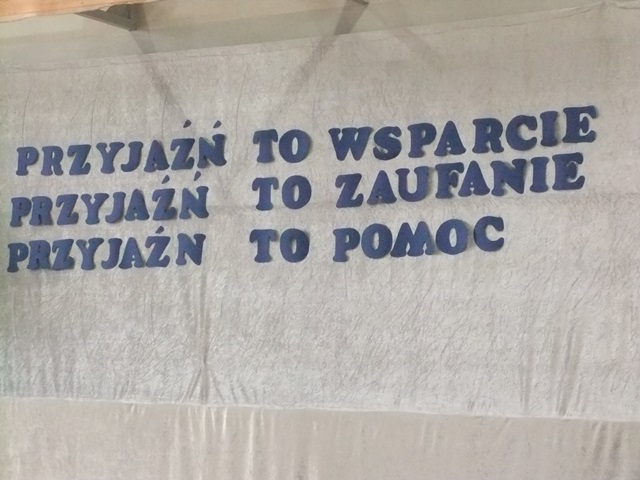 PRZYJAŹŃ TO WSPARCIE
PRZYJAŹŃ TO ZAUFANIE
PRZYJAŹN TO POMOC